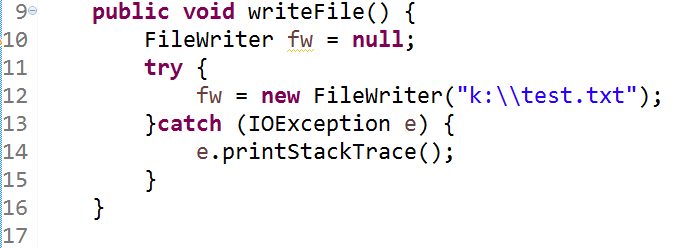 9 public void writeFile() {
10 FileWriter fw = null;
11 try {
12 fw = new FileWriter("k:\\test.txt");
13 }catch (IOException e) {
14 e.printStackTrace();
15 }
16 }
17